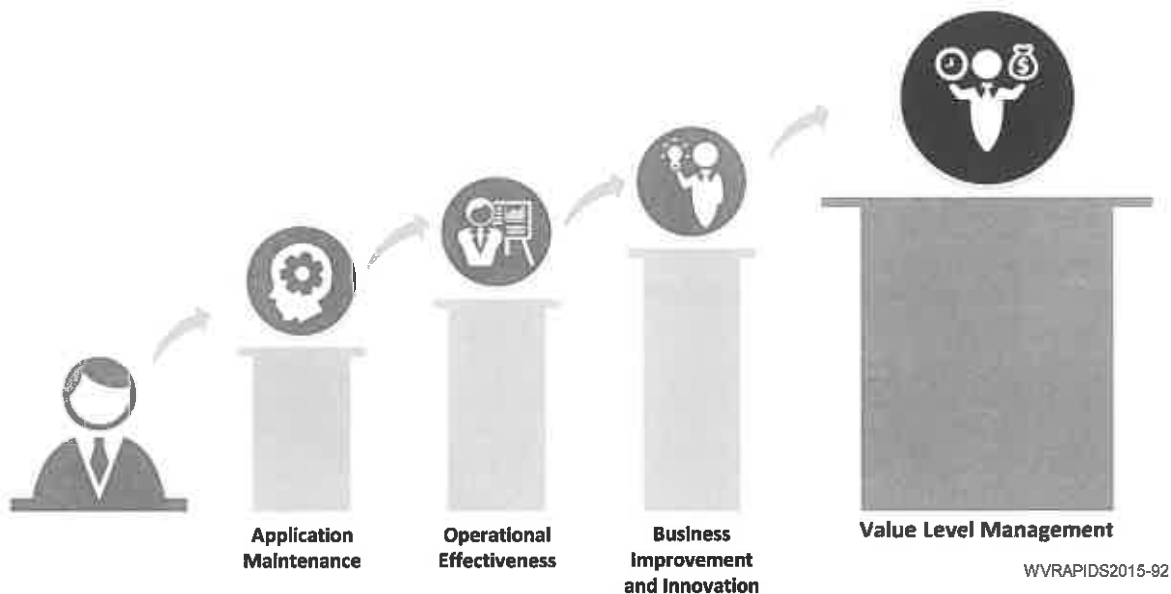 Application
Maintenance
Operational
Effectiveness
Business
Improvement
and Innovation
Value Level Management
WVRAPIDS2015-92